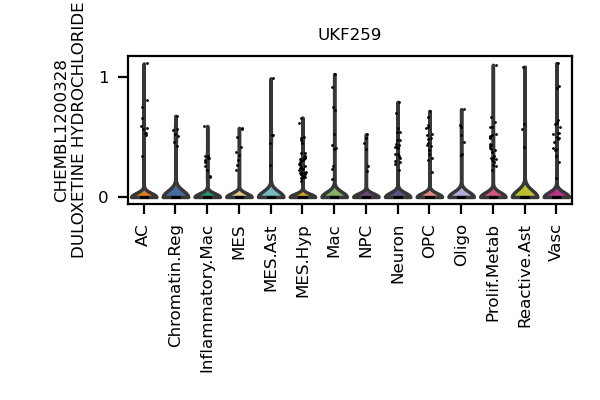 UKF259
CHEMBL1200328
DULOXETINE HYDROCHLORIDE
1
0
AC
Chromatin.Reg
Inflammatory.Mac
MES
MES.Ast
MES.Hyp
Mac
NPC
Neuron
OPC
Oligo
Prolif.Metab
Reactive.Ast
Vasc